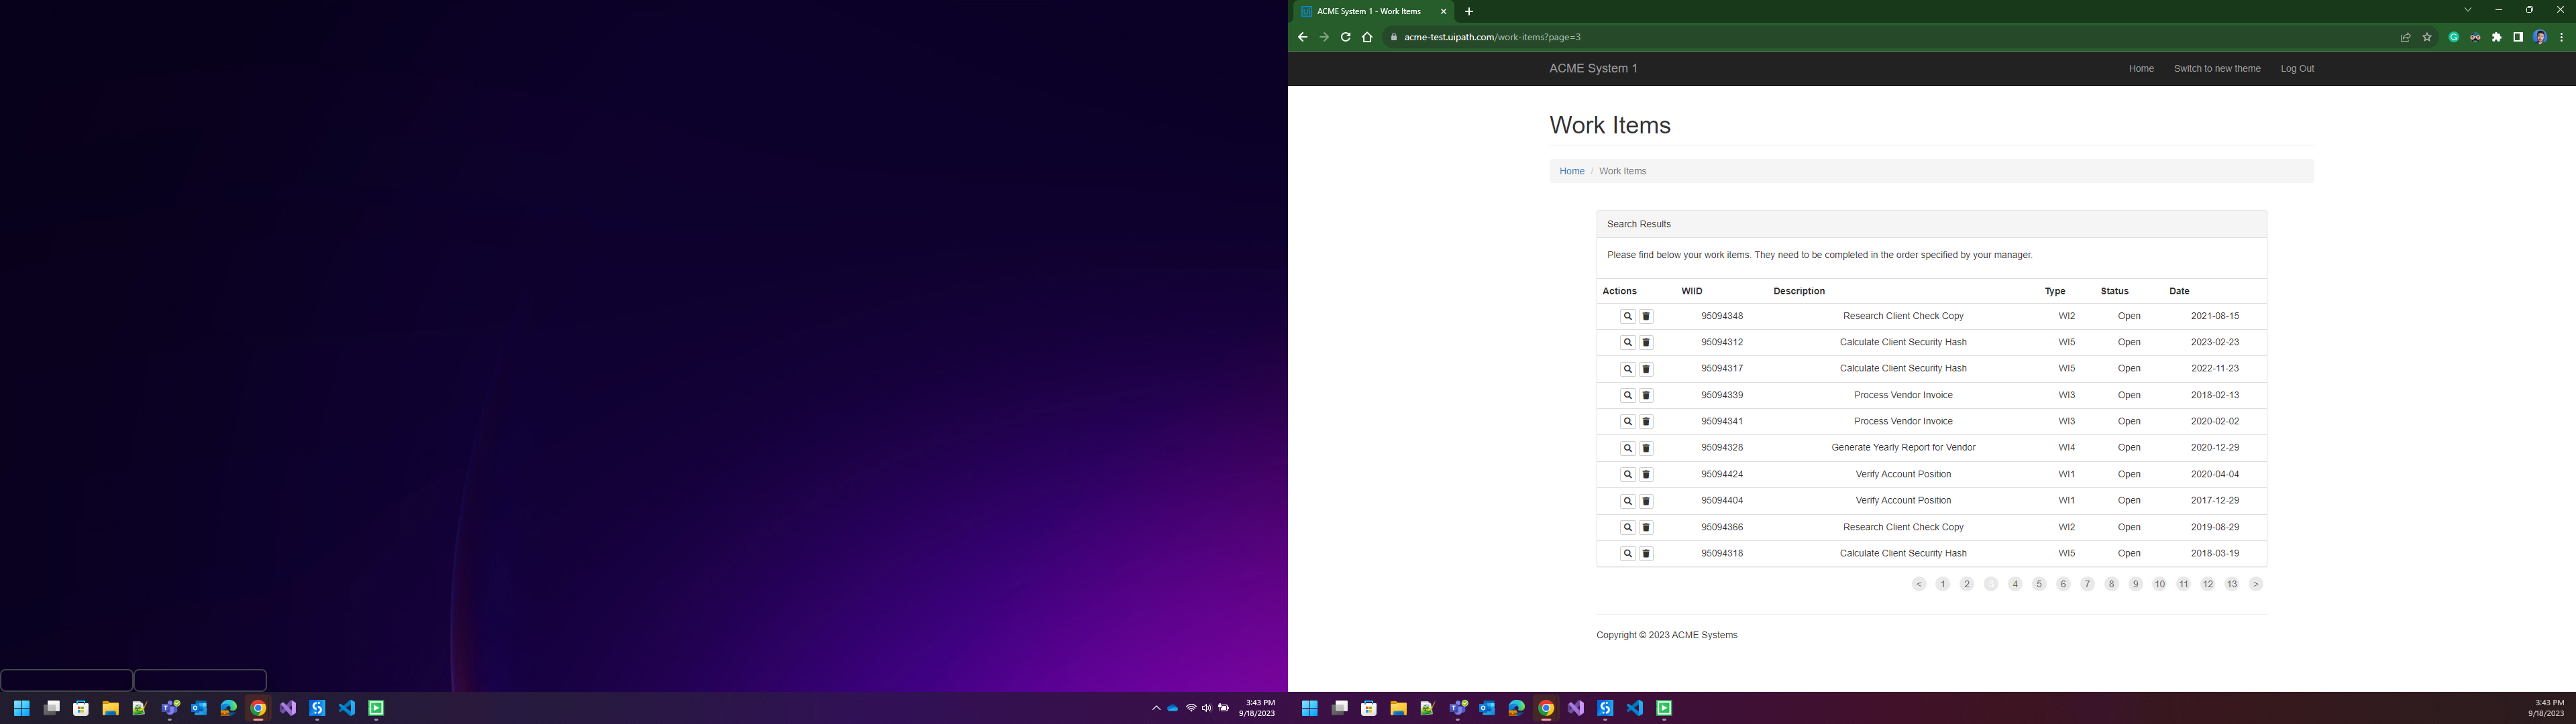 ACME System 1 - Work Items
acme-test.uipath.com/work-items?page=3
ACME System 1 Home Switch to new theme Log Out
Work Items
Home / Work Items
Search Results
Please find below your work items. They need to be completed in the order specified by your manager.
Actions WIID Description Type Status Date
95094348 Research Client Check Copy WI2 Open 2021-08-15
95094312 Calculate Client Security Hash WI5 Open 2023-02-23
95094317 Calculate Client Security Hash WI5 Open 2022-11-23
95094339 Process Vendor Invoice WI3 Open 2018-02-13
95094341 Process Vendor Invoice WI3 Open 2020-02-02
95094328 Generate Yearly Report for Vendor WI4 Open 2020-12-29
95094424 Verify Account Position WI1 Open 2020-04-04
95094404 Verify Account Position WI1 Open 2017-12-29
95094366 Research Client Check Copy WI2 Open 2019-08-29
95094318 Calculate Client Security Hash WI5 Open 2018-03-19
< 1 2 3 4 5 6 7 8 9 10 11 12 13 >
Copyright © 2023 ACME Systems
3:43 PM
9/18/2023
3:43 PM
9/18/2023